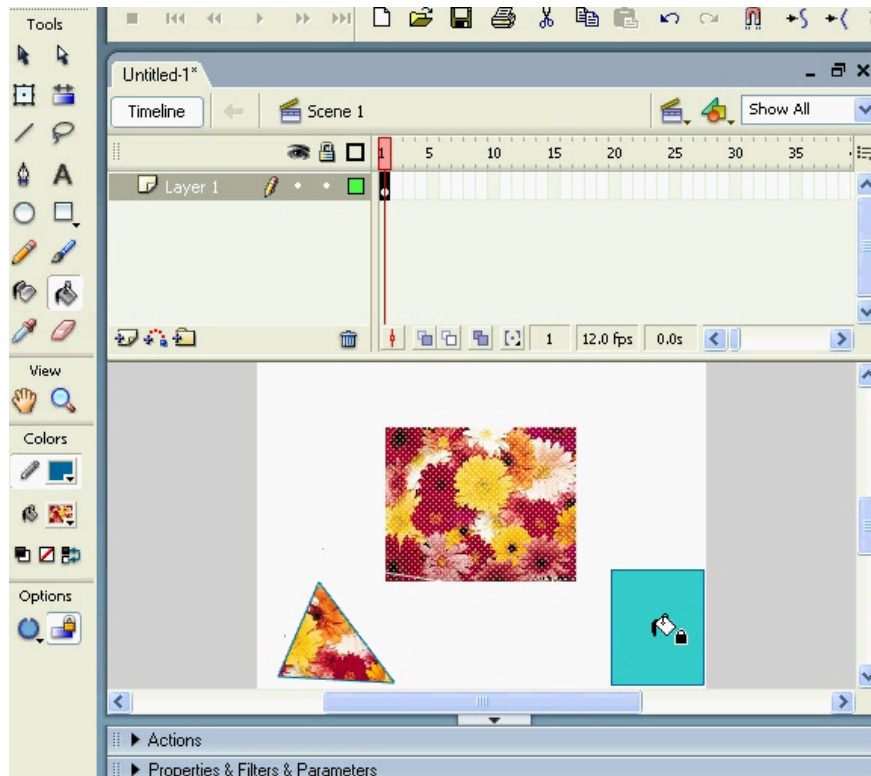 Tools
Untitled-1*
Timeline
Scene 1
Show All
1 5 10 15 20 25 30 35
Layer 1
1 12.0 fps 0.0s
View
Colors
A
Options
Actions
Properties & Filters & Parameters